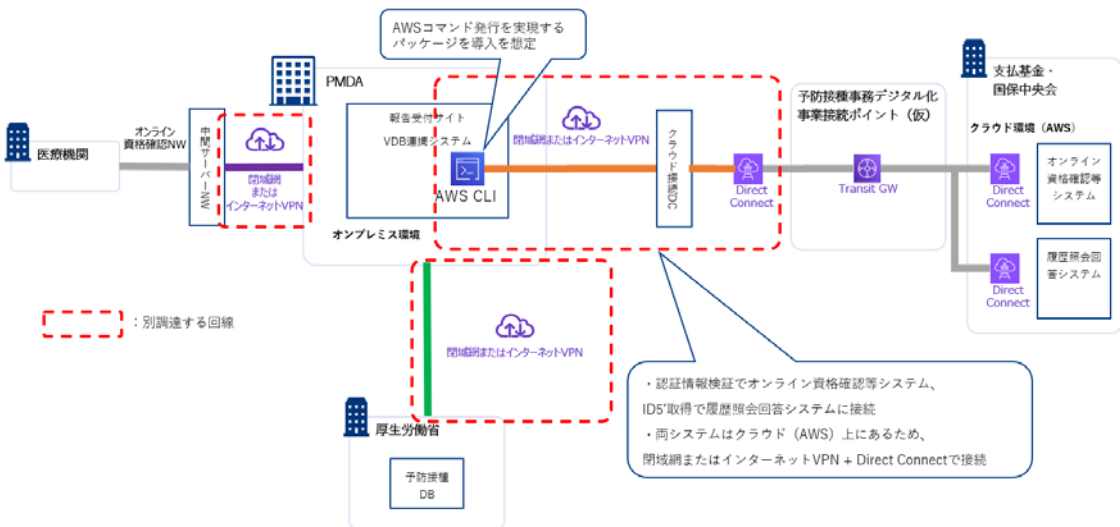 AWSコマンド発行を実現する
パッケージを導入を想定
PMDA
支払基金・
国保中央会
予防接種事務デジタル化
事業接続ポイント（仮）
クラウド環境（AWS）
医療機関
オンライン
資格確認NW
中間サーバーNW
閉域網
または
インターネットVPN
報告受付サイト
VDB連携システム
AWS CLI
オンプレミス環境
閉域網またはインターネットVPN
クラウド接続DC
Direct
Connect
Transit GW
Direct
Connect
オンライン
資格確認等
システム
Direct
Connect
履歴照会回
答システム
：別調達する回線
閉域網またはインターネットVPN
厚生労働省
予防接種
DB
・認証情報検証でオンライン資格確認等システム、
ID5’取得で履歴照会回答システムに接続
・両システムはクラウド（AWS）上にあるため、
閉域網またはインターネットVPN + Direct Connectで接続